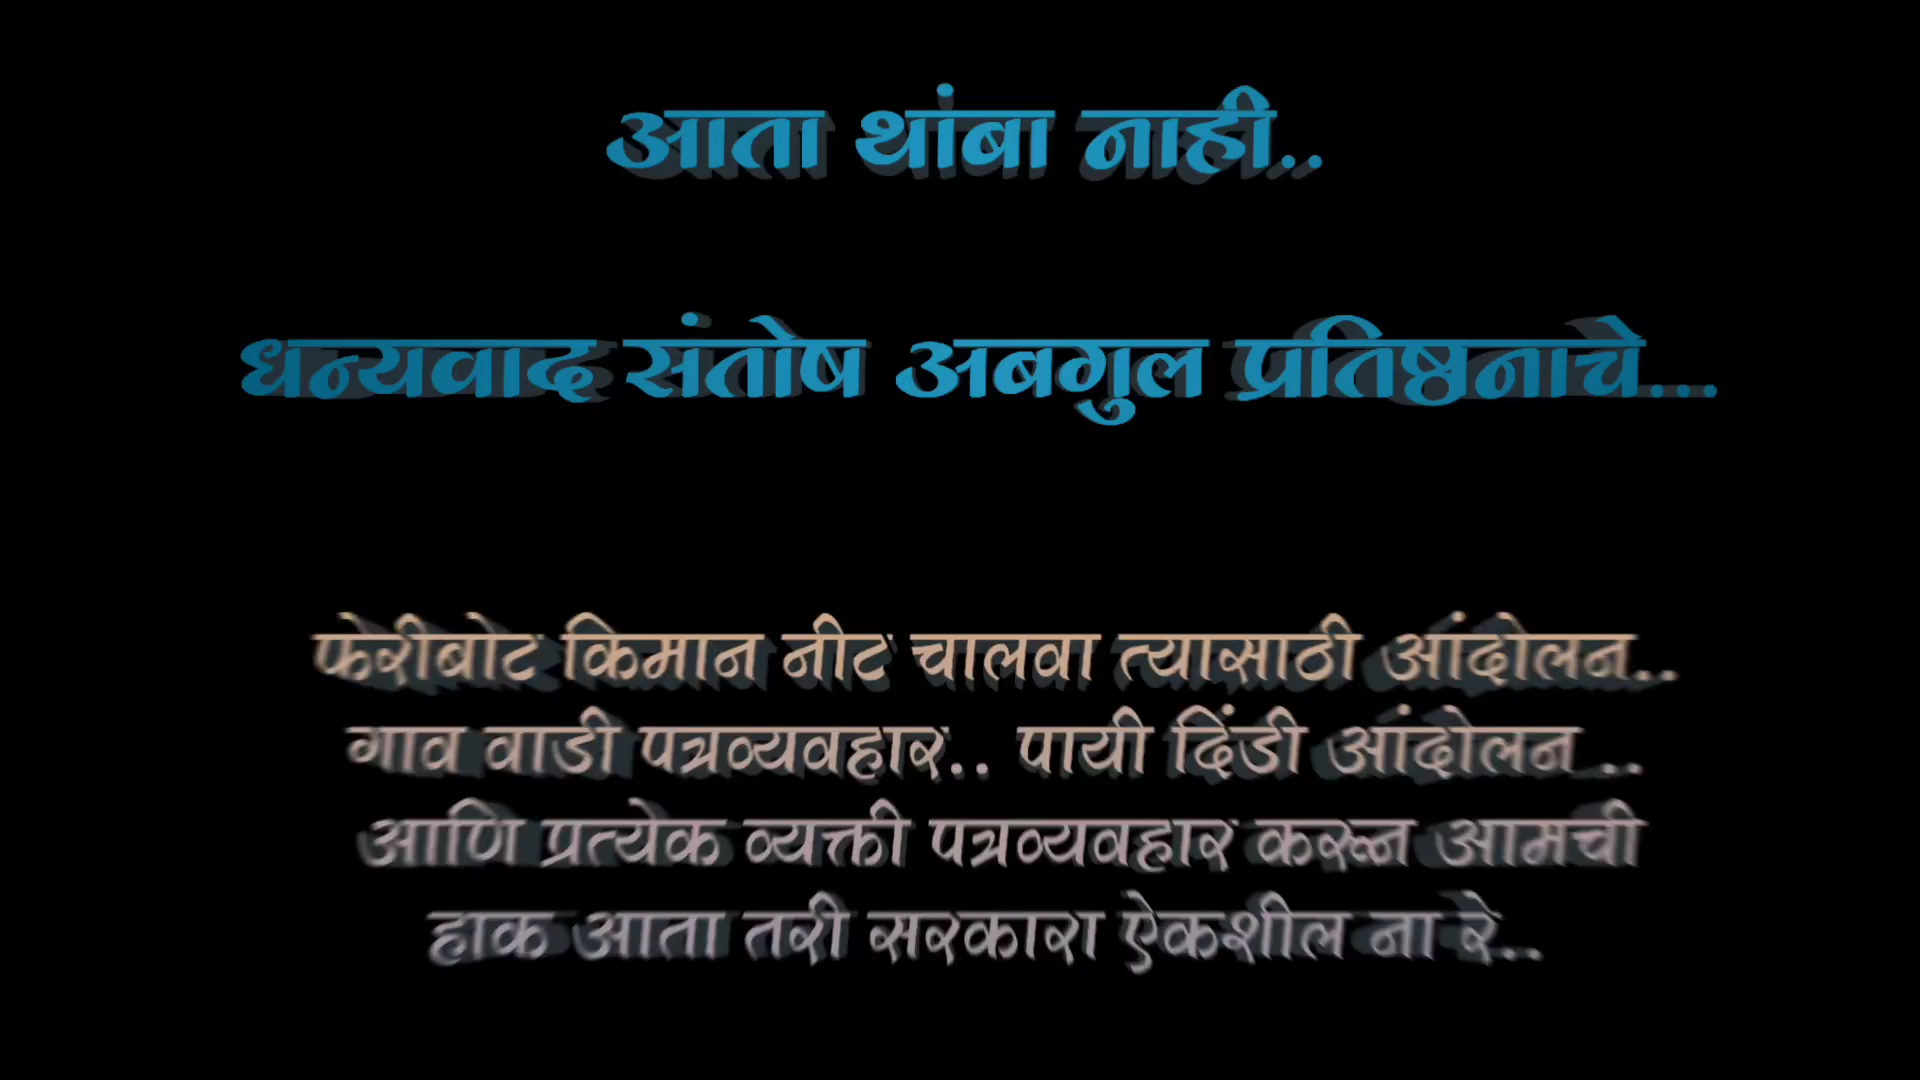 आता थांबा नाही..
धन्यवाद संतोष अबगुल प्रतिष्ठनाचे...
फेरीबोट किमान नीट चालवा त्यासाठी आंदोलन..
गाव वाडी पत्रव्यवहार.. पायी दिंडी आंदोलन ..
आणि प्रत्येक व्यक्ती पत्रव्यवहार करून आमची
हाक आता तरी सरकारा ऐकशील ना रे..